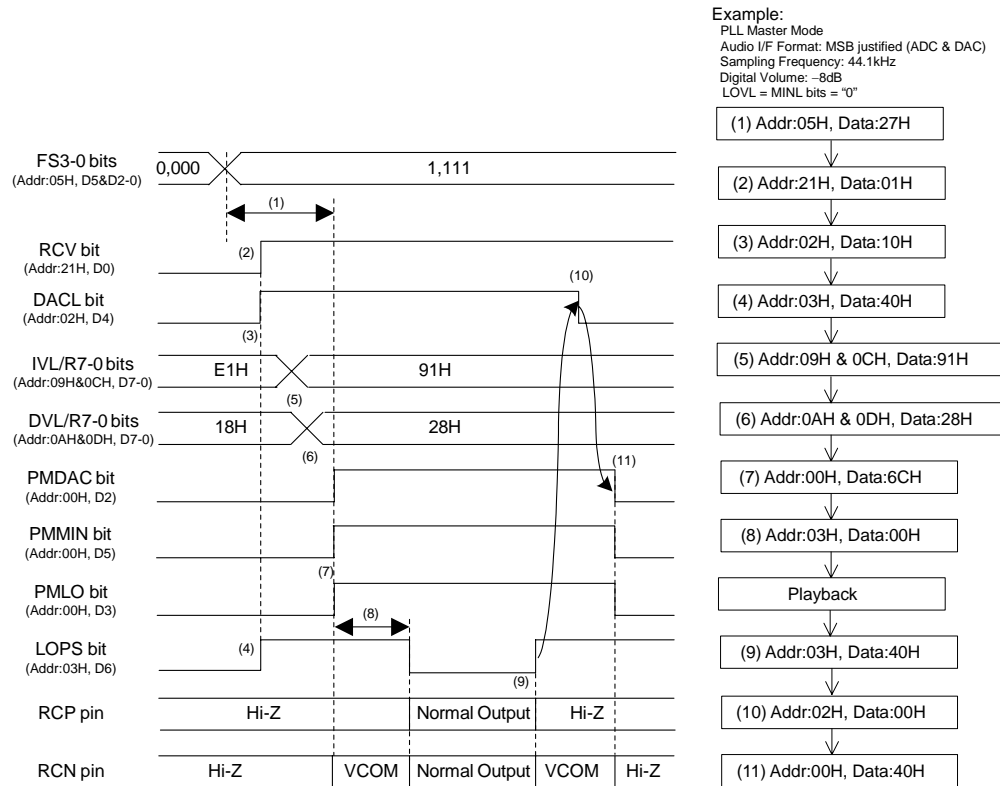 Example:
PLL Master Mode
Audio I/F Format: MSB justified (ADC & DAC)
Sampling Frequency: 44.1kHz
Digital Volume: −8dB
LOVL = MINL bits = “0”
(1) Addr:05H, Data:27H
(2) Addr:21H, Data:01H
(3) Addr:02H, Data:10H
(4) Addr:03H, Data:40H
(5) Addr:09H & 0CH, Data:91H
(6) Addr:0AH & 0DH, Data:28H
(7) Addr:00H, Data:6CH
(8) Addr:03H, Data:00H
Playback
(9) Addr:03H, Data:40H
(10) Addr:02H, Data:00H
(11) Addr:00H, Data:40H
FS3-0 bits
(Addr:05H, D5&D2-0)
0,000
1,111
(1)
RCV bit
(Addr:21H, D0)
(2)
DACL bit
(Addr:02H, D4)
(3)
(10)
IVL/R7-0 bits
(Addr:09H&0CH, D7-0)
E1H
91H
(5)
DVL/R7-0 bits
(Addr:0AH&0DH, D7-0)
18H
28H
(6)
PMDAC bit
(Addr:00H, D2)
(11)
PMMIN bit
(Addr:00H, D5)
(7)
PMLO bit
(Addr:00H, D3)
(8)
LOPS bit
(Addr:03H, D6)
(4)
(9)
RCP pin
Hi-Z
Normal Output
Hi-Z
RCN pin
Hi-Z
VCOM
Normal Output
VCOM
Hi-Z